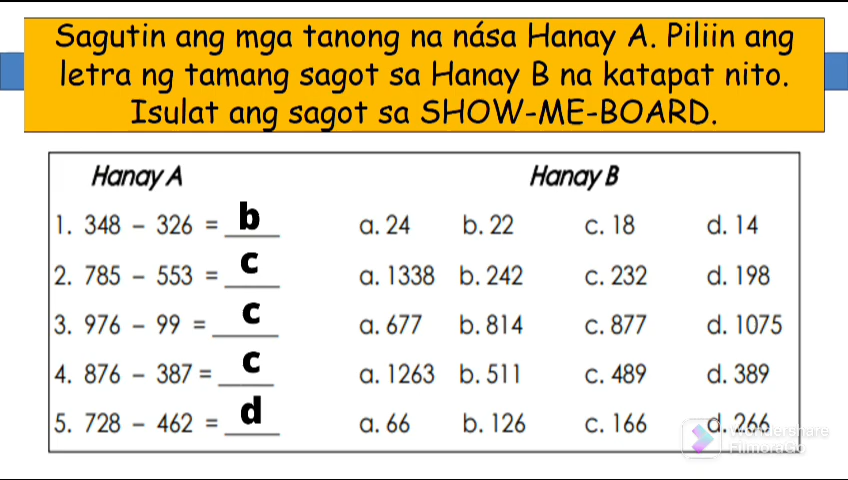 Sagutin ang mga tanong na nása Hanay A. Piliin ang
letra ng tamang sagot sa Hanay B na katapat nito.
Isulat ang sagot sa SHOW-ME-BOARD.
Hanay A Hanay B
1. 348 – 326 = b a. 24 b. 22 c. 18 d. 14
2. 785 – 553 = c a. 1338 b. 242 c. 232 d. 198
3. 976 – 99 = c a. 677 b. 814 c. 877 d. 1075
4. 876 – 387 = c a. 1263 b. 511 c. 489 d. 389
5. 728 – 462 = d a. 66 b. 126 c. 166 d. 266
Wondershare
FilmoraGo